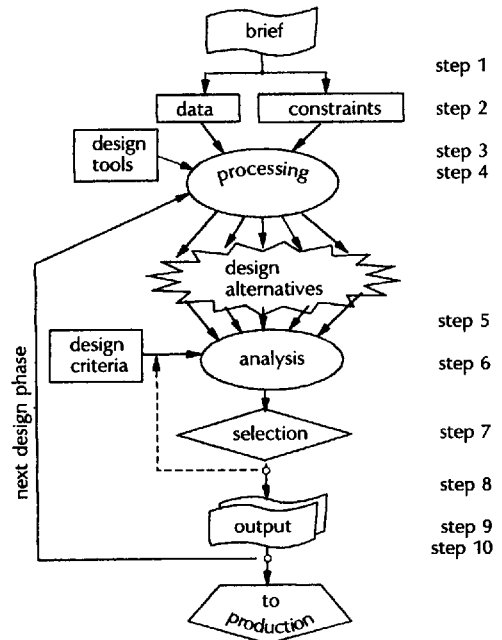 brief
step 1
data
constraints
step 2
design
tools
step 3
processing
step 4
design
alternatives
step 5
design
criteria
analysis
step 6
next design phase
selection
step 7
step 8
output
step 9
step 10
to
production